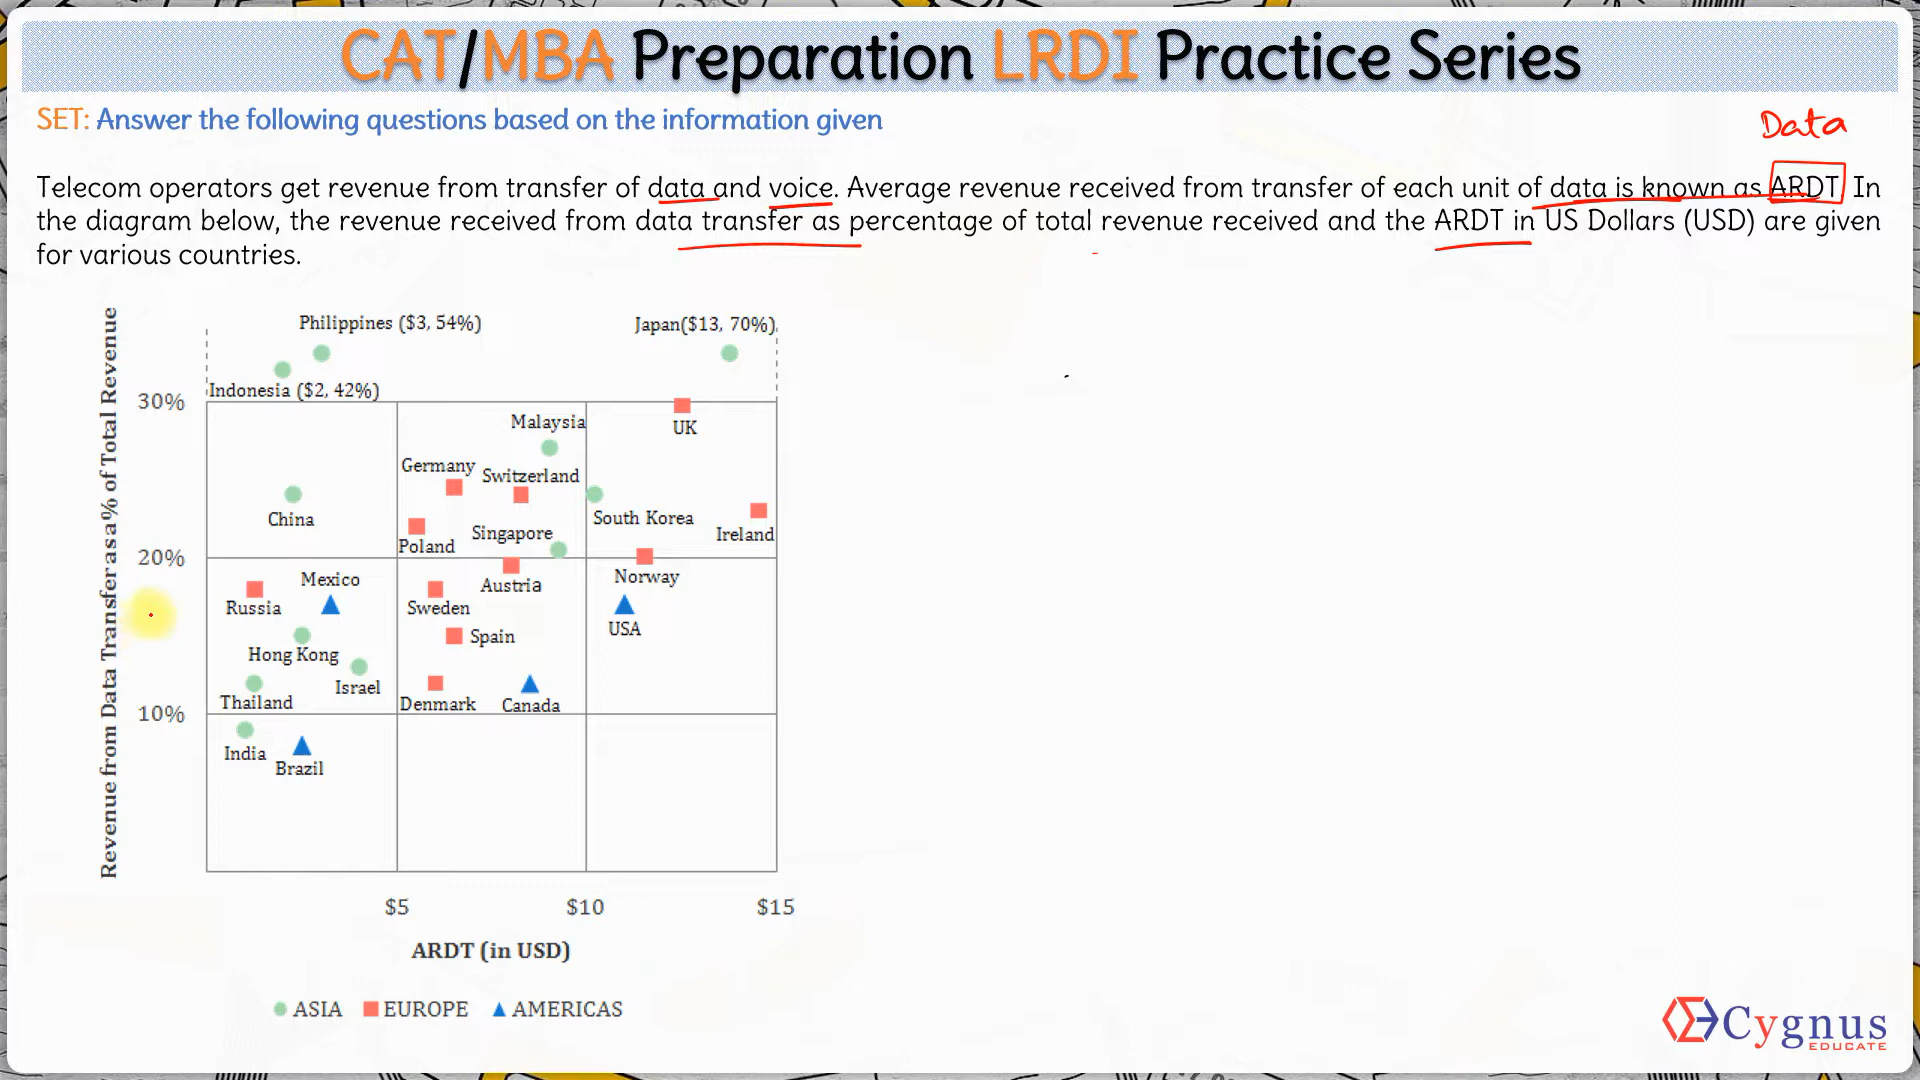 CAT/MBA Preparation LRDI Practice Series
SET: Answer the following questions based on the information given
Data
Telecom operators get revenue from transfer of data and voice. Average revenue received from transfer of each unit of data is known as ARDT. In
the diagram below, the revenue received from data transfer as percentage of total revenue received and the ARDT in US Dollars (USD) are given
for various countries.
Revenue from Data Transfer as a % of Total Revenue
Philippines ($3, 54%)
Japan($13, 70%)
Indonesia ($2, 42%)
30%
Malaysia
UK
Germany
Switzerland
China
South Korea
Singapore
Ireland
Poland
20%
Mexico
Norway
Austria
Russia
Sweden
USA
Spain
Hong Kong
Israel
Thailand
Denmark
Canada
10%
India
Brazil
$5
$10
$15
ARDT (in USD)
ASIA
EUROPE
AMERICAS
Cygnus
EDUCATE